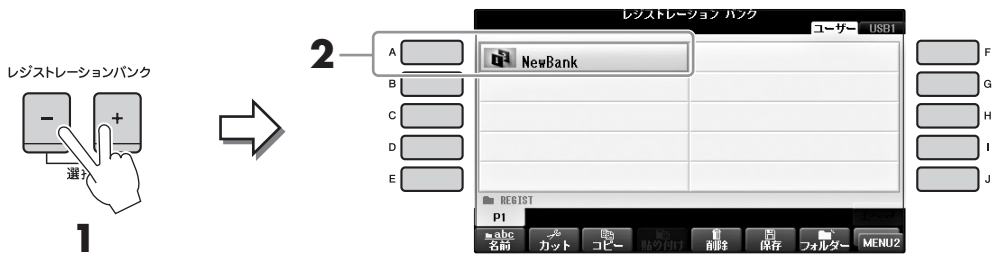 レジストレーションバンク
－ ＋
選択
1
2
レジストレーション バンク
ユーザー USB1
A
B
C
D
E
NewBank
F
G
H
I
J
REGIST
P1
abc
名前 カット コピー 貼り付け 削除 保存 フォルダー MENU2